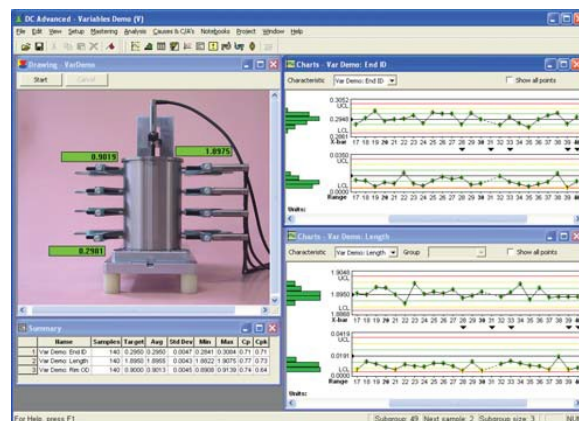 DC Advanced - Variables Demo (V)
File Edit View Setup Mastering Analysis Causes & C/A's Notebooks Project Window Help
Drawing - VarDemo
Start Cancel
0.9019
1.8975
0.2981
Summary
Name Samples Target Avg Std Dev Min Max Cp Cpk
1 Var Demo: End ID 140 0.2950 0.2950 0.0047 0.2841 0.3084 0.71 0.71
2 Var Demo: Length 140 1.8950 1.8958 0.0043 1.8822 1.9075 0.77 0.73
3 Var Demo: Rim OD 140 0.9000 0.9013 0.0045 0.8908 0.9139 0.74 0.64
Charts - Var Demo: End ID
Characteristic Var Demo: End ID Show all points
0.3052
UCL
0.2948
LCL
0.2861
X-bar 17 18 19 20 21 22 23 24 25 26 27 28 29 30 31 32 33 34 35 36 37 38 39
0.0350
UCL
LCL
0.0000
Range 17 18 19 20 21 22 23 24 25 26 27 28 29 30 31 32 33 34 35 36 37 38 39
Units:
Charts - Var Demo: Length
Characteristic Var Demo: Length Group Show all points
1.9040
UCL
1.8950
LCL
1.8860
X-bar 17 18 19 20 21 22 23 24 25 26 27 28 29 30 31 32 33 34 35 36 37 38 39
0.0416
UCL
0.0191
LCL
0.0000
Range 17 18 19 20 21 22 23 24 25 26 27 28 29 30 31 32 33 34 35 36 37 38 39
Units:
For Help, press F1
Subgroup: 49 Next sample: 2 Subgroup size: 3 NUM